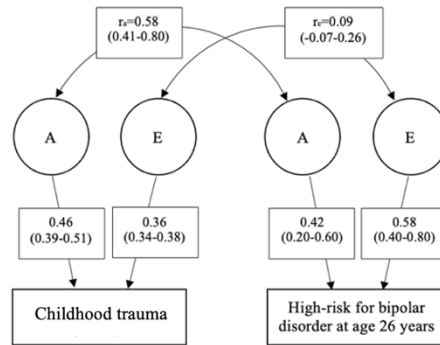 rₐ=0.58
(0.41-0.80)
rₑ=0.09
(-0.07-0.26)
A
E
A
E
0.46
(0.39-0.51)
0.36
(0.34-0.38)
0.42
(0.20-0.60)
0.58
(0.40-0.80)
Childhood trauma
High-risk for bipolar
disorder at age 26 years